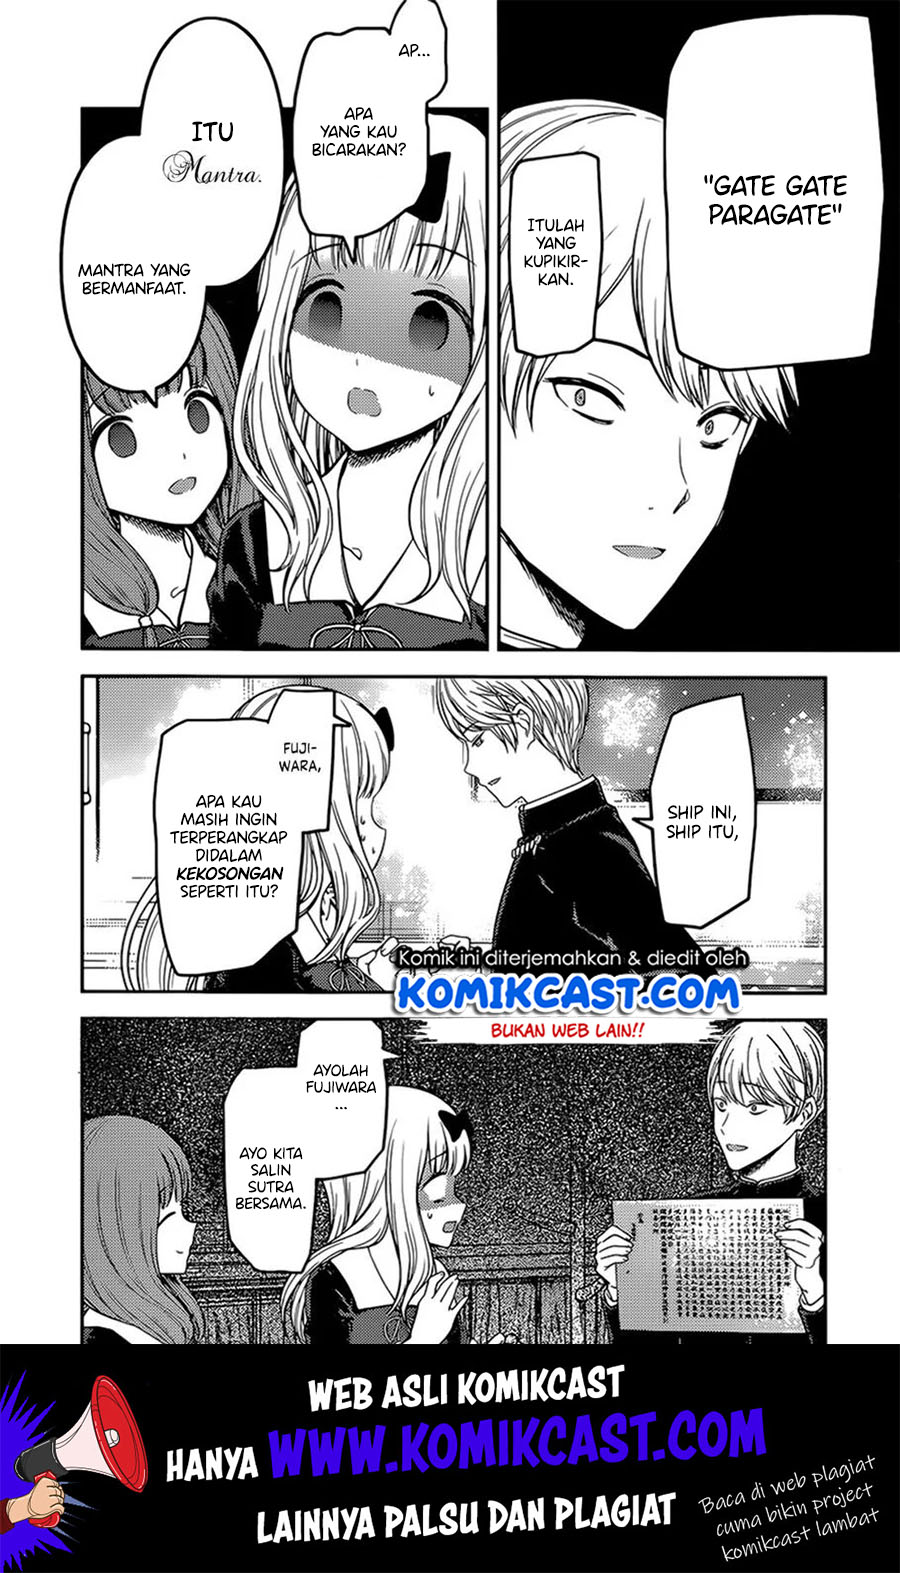 "GATE GATE
PARAGATE"
ITULAH
YANG
KUPIKIR-
KAN.
AP...
APA
YANG KAU
BICARAKAN?
ITU
Mantra.
MANTRA YANG
BERMANFAAT.
SHIP INI,
SHIP ITU,
FUJI-
WARA,
APA KAU
MASIH INGIN
TERPERANGKAP
DIDALAM
KEKOSONGAN
SEPERTI ITU?
Komik ini diterjemahkan & diedit oleh
KOMIKCAST.COM
BUKAN WEB LAIN!!
AYOLAH
FUJIWARA
...
AYO KITA
SALIN
SUTRA
BERSAMA.
WEB ASLI KOMIKCAST
HANYA WWW.KOMIKCAST.COM
LAINNYA PALSU DAN PLAGIAT
Baca di web plagiat
cuma bikin project
komikcast lambat